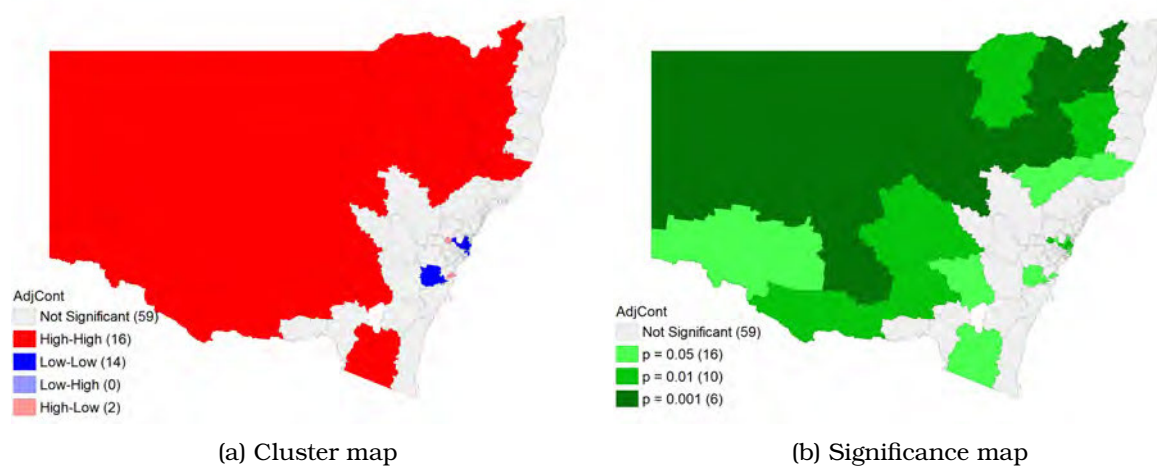 AdjCont
Not Significant (59)
High-High (16)
Low-Low (14)
Low-High (0)
High-Low (2)
(a) Cluster map
AdjCont
Not Significant (59)
p = 0.05 (16)
p = 0.01 (10)
p = 0.001 (6)
(b) Significance map